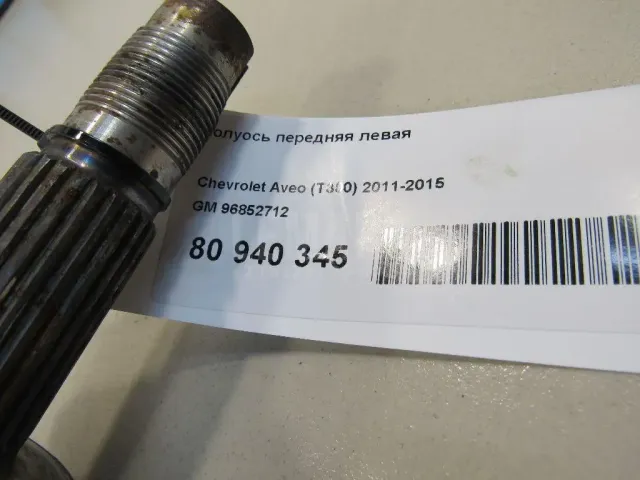 олуось передняя левая
Chevrolet Aveo (T300) 2011-2015
GM 96852712
80 940 345